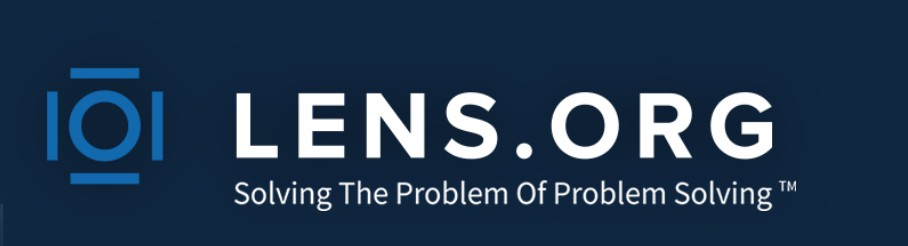 LENS.ORG
Solving The Problem Of Problem Solving™